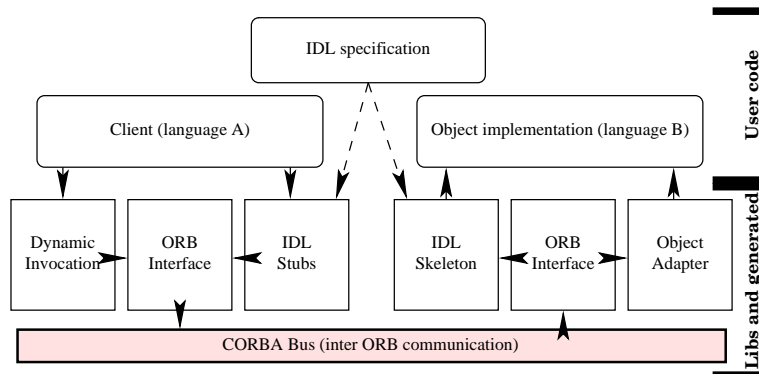 IDL specification
User code
Client (language A)
Object implementation (language B)
Dynamic
Invocation
ORB
Interface
IDL
Stubs
IDL
Skeleton
ORB
Interface
Object
Adapter
Libs and generated
CORBA Bus (inter ORB communication)